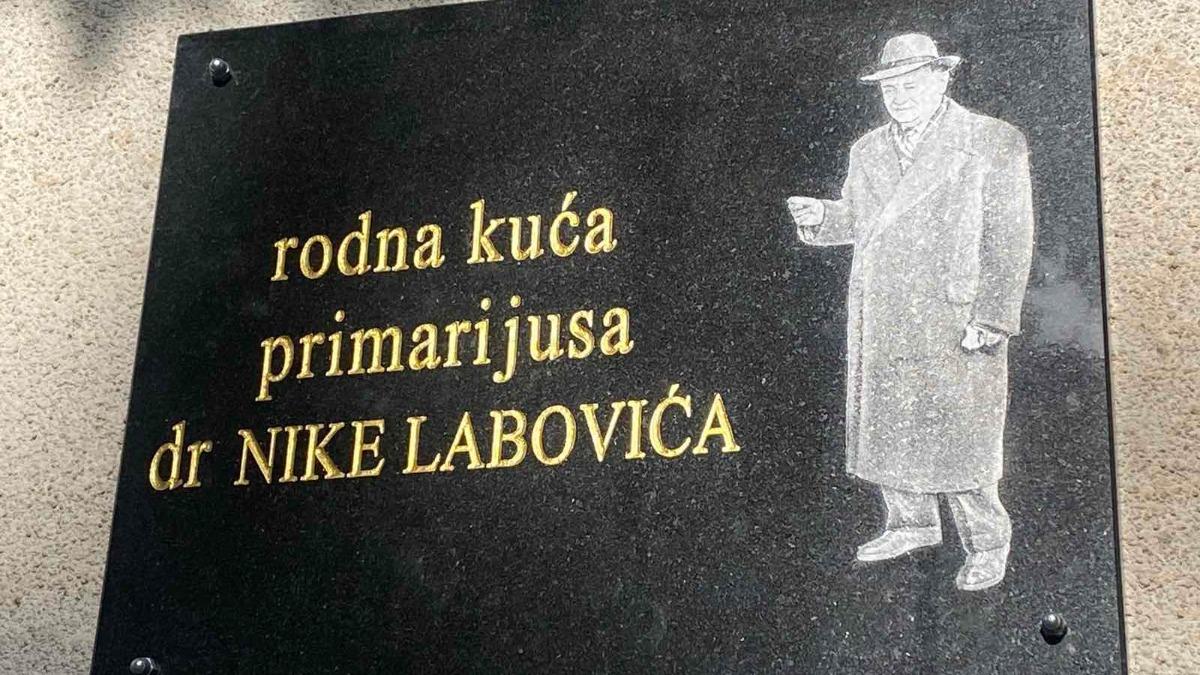 rodna kuća
primarijusa
dr NIKE LABOVIĆA